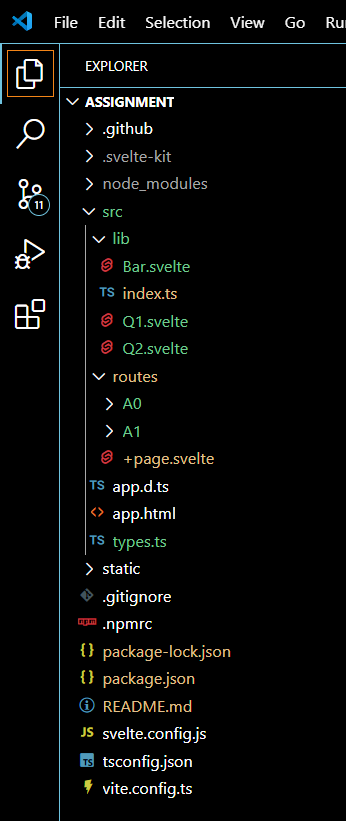 File Edit Selection View Go
EXPLORER
ASSIGNMENT
.github
.svelte-kit
node_modules
src
lib
Bar.svelte
TS index.ts
Q1.svelte
11
Q2.svelte
routes
A0
A1
+page.svelte
TS app.d.ts
<> app.html
TS types.ts
static
.gitignore
npm .npmrc
{} package-lock.json
{} package.json
README.md
JS svelte.config.js
TS tsconfig.json
vite.config.ts